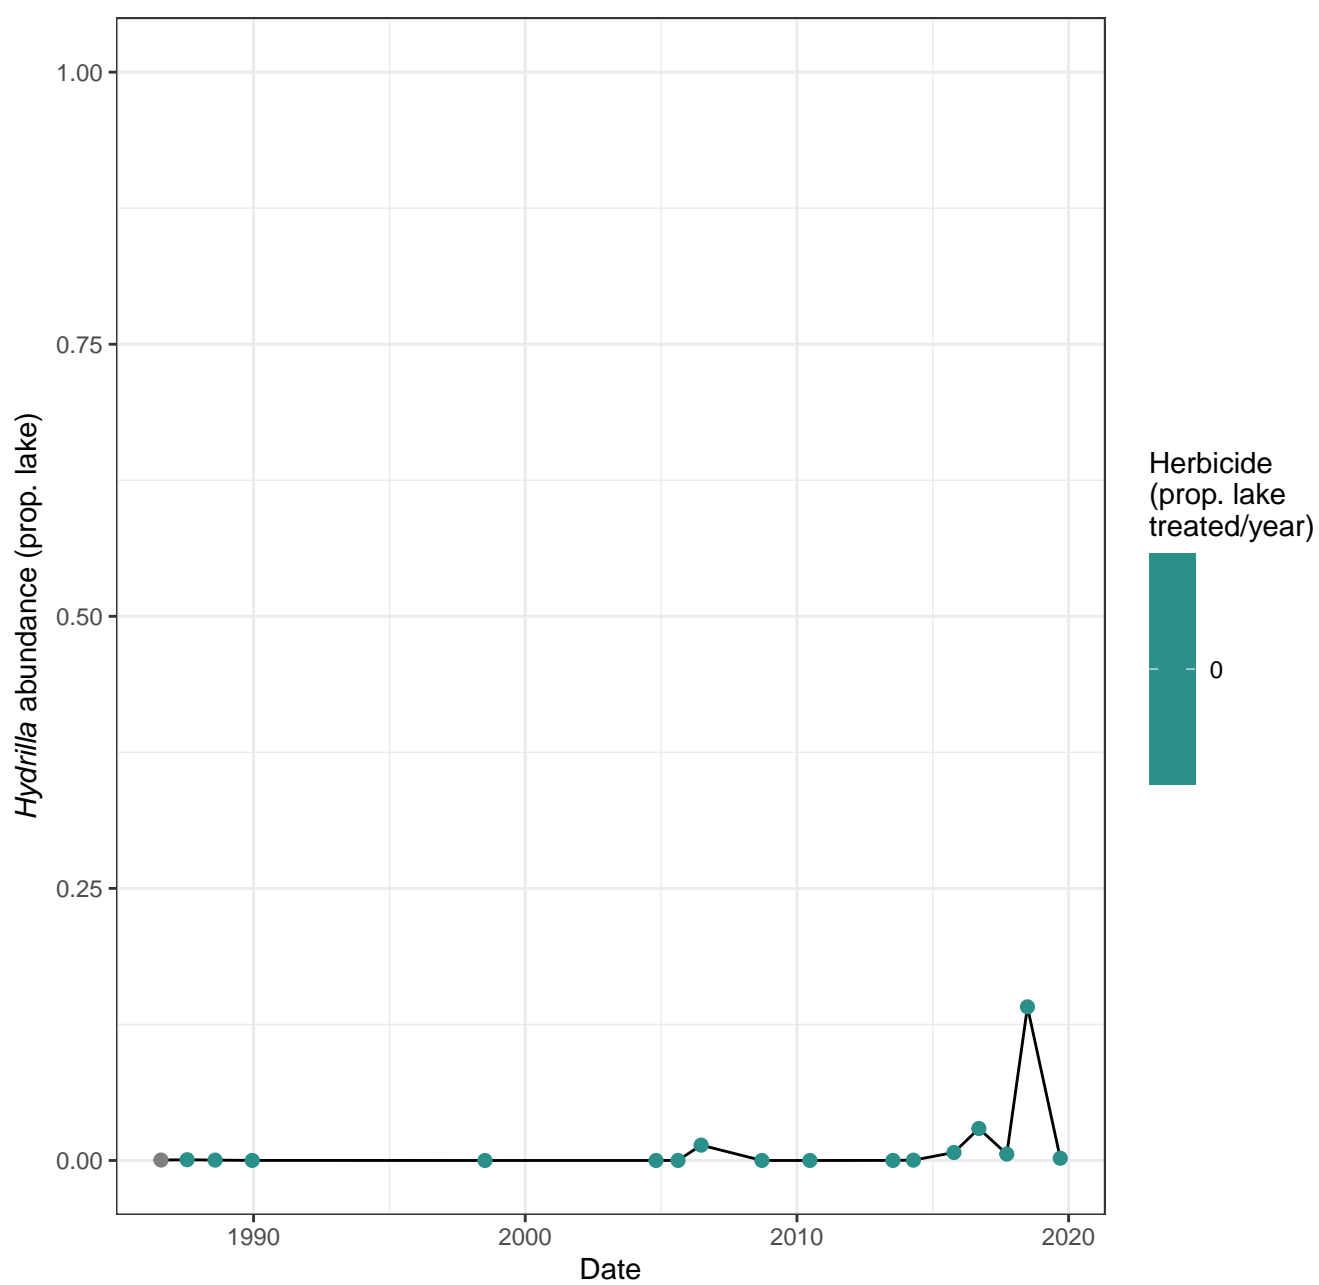 1.00
0.75
0.50
0.25
0.00
Hydrilla abundance (prop. lake)
1990
2000
2010
2020
Date
Herbicide
(prop. lake
treated/year)
0